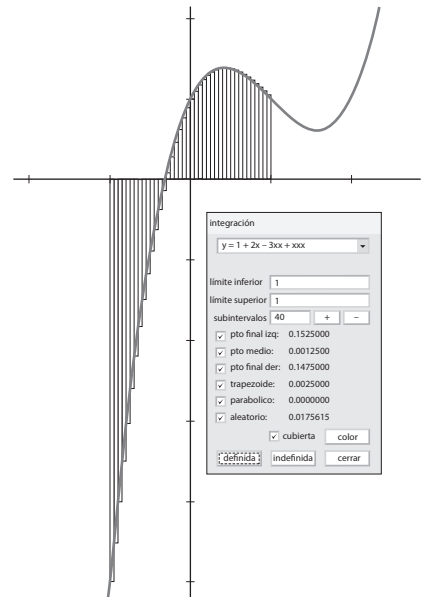 integración
y = 1 + 2x – 3xx + xxx
límite inferior 1
límite superior 1
subintervalos 40 + –
pto final izq: 0.1525000
pto medio: 0.0012500
pto final der: 0.1475000
trapezoide: 0.0025000
parabolico: 0.0000000
aleatorio: 0.0175615
cubierta color
definida indefinida cerrar